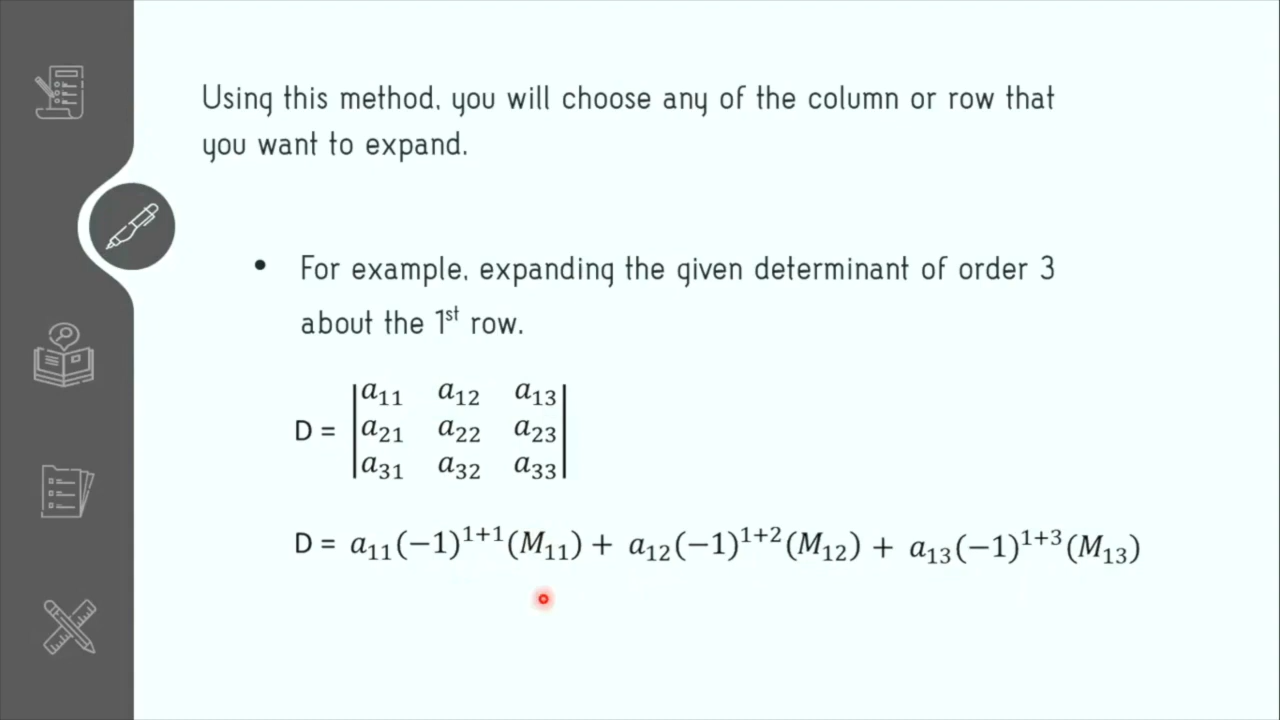 Using this method, you will choose any of the column or row that
you want to expand.
• For example, expanding the given determinant of order 3
about the 1ˢᵗ row.
D = |a₁₁ a₁₂ a₁₃|
|a₂₁ a₂₂ a₂₃|
|a₃₁ a₃₂ a₃₃|
D = a₁₁(−1)¹⁺¹(M₁₁) + a₁₂(−1)¹⁺²(M₁₂) + a₁₃(−1)¹⁺³(M₁₃)